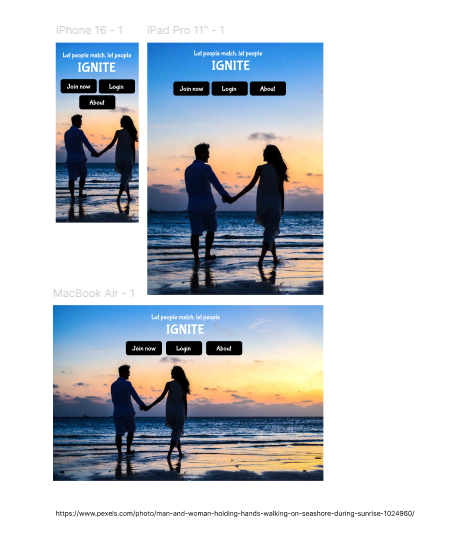 iPhone 16 - 1
iPad Pro 11" - 1
Let people match, let people
IGNITE
Join now
Login
About
Let people match, let people
IGNITE
Join now
Login
About
MacBook Air - 1
Let people match, let people
IGNITE
Join now
Login
About
https://www.pexels.com/photo/man-and-woman-holding-hands-walking-on-seashore-during-sunrise-1024960/